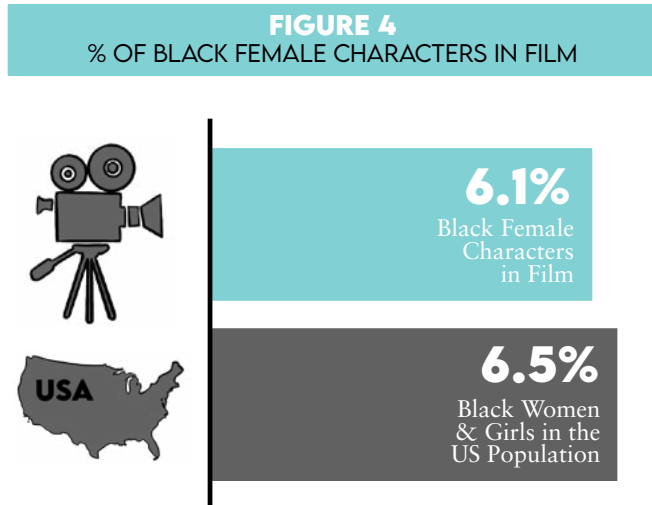 FIGURE 4
% OF BLACK FEMALE CHARACTERS IN FILM
6.1%
Black Female
Characters
in Film
USA
6.5%
Black Women
& Girls in the
US Population